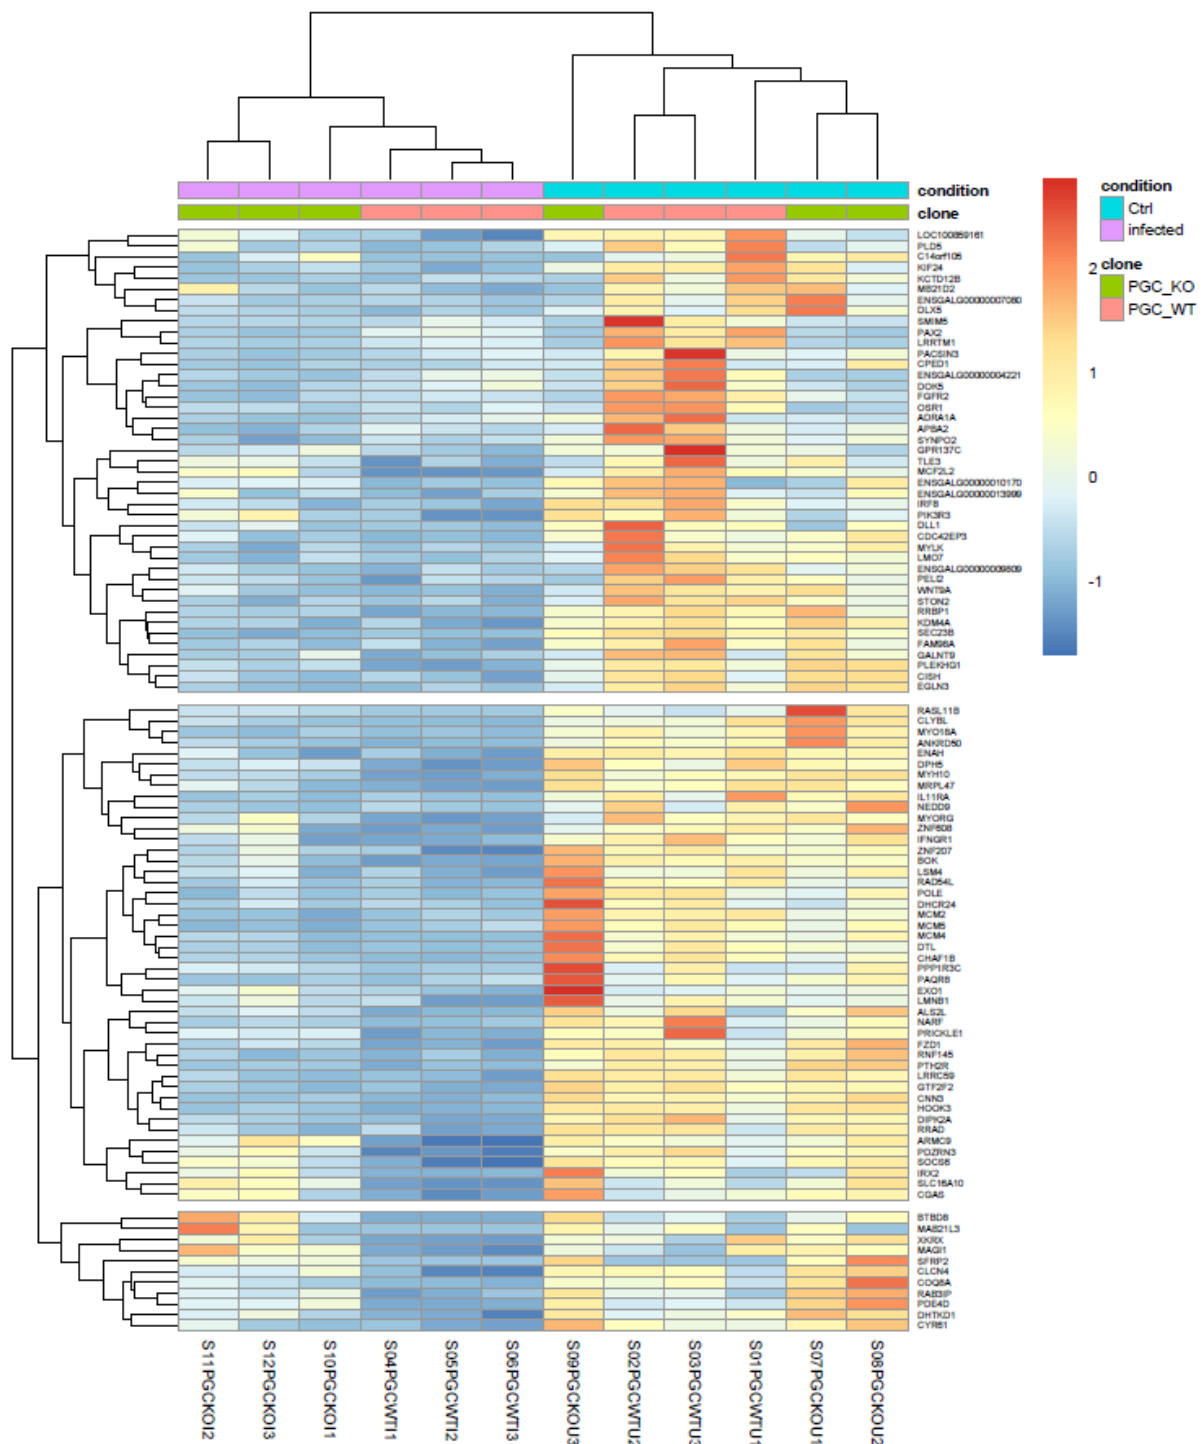 condition
clone
LOC100859161
PLD5
C14orf105
KIF24
KCTD12B
MB21D2
ENSGALG00000007080
DLX5
SMIM5
PAX2
LRRTM1
PACSIN3
CPED1
ENSGALG00000004221
DOK5
FGFR2
OSR1
ADRA1A
APBA2
SYNPO2
GPR137C
TLE3
MCF2L2
ENSGALG00000010170
ENSGALG00000013999
IRF8
PIK3R3
DLL1
CDC42EP3
MYLK
LMO7
ENSGALG00000009809
PELI2
WNT9A
STON2
RRBP1
KDM4A
SEC23B
FAM98A
GALNT9
PLEKHG1
CISH
EGLN3
RASL11B
CLYBL
MYO18A
ANKRD50
ENAH
DPH5
MYH10
MRPL47
IL11RA
NEDD9
MYORG
ZNF608
IFNGR1
ZNF207
BOK
LSM4
RAD54L
POLE
DHCR24
MCM2
MCM5
MCM4
DTL
CHAF1B
PPP1R3C
PAQR8
EXO1
LMNB1
ALS2L
NARF
PRICKLE1
FZD1
RNF145
PTH2R
LRRC59
GTF2F2
CNN3
HOOK3
DIPK2A
RRAD
ARMC9
PDZRN3
SOCS6
IRX2
SLC16A10
CGAS
BTBD8
MAB21L3
XKRX
MAGI1
SFRP2
CLCN4
COQ8A
RAB3IP
PDE4D
DHTKD1
CYR61
S11PGCKOI2
S12PGCKOI3
S10PGCKOI1
S04PGCWTI1
S05PGCWTI2
S06PGCWTI3
S09PGCKOU3
S02PGCWTU2
S03PGCWTU3
S01PGCWTU1
S07PGCKOU1
S08PGCKOU2
2
1
0
-1
condition
Ctrl
infected
clone
PGC_KO
PGC_WT